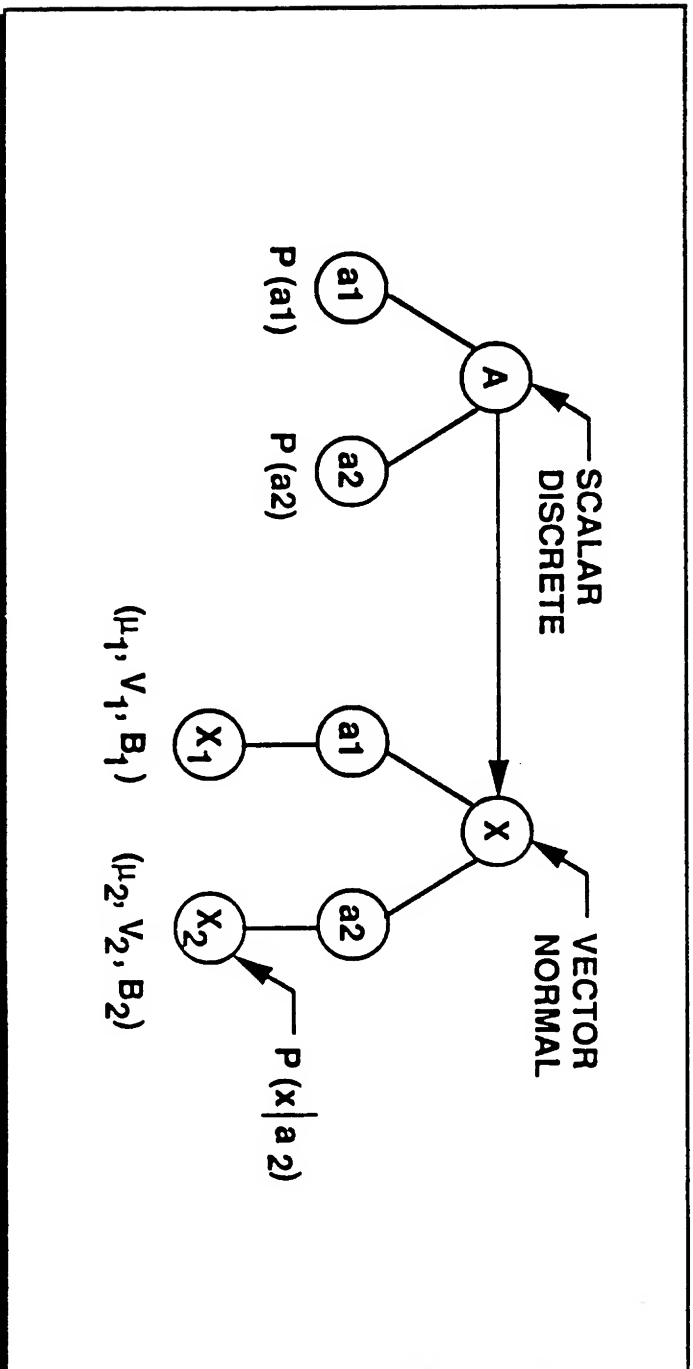 SCALAR
DISCRETE
VECTOR
NORMAL
A
X
a1
a2
a1
a2
P (a1)
P (a2)
X₁
X₂
P (x | a 2)
(μ₁, V₁, B₁)
(μ₂, V₂, B₂)